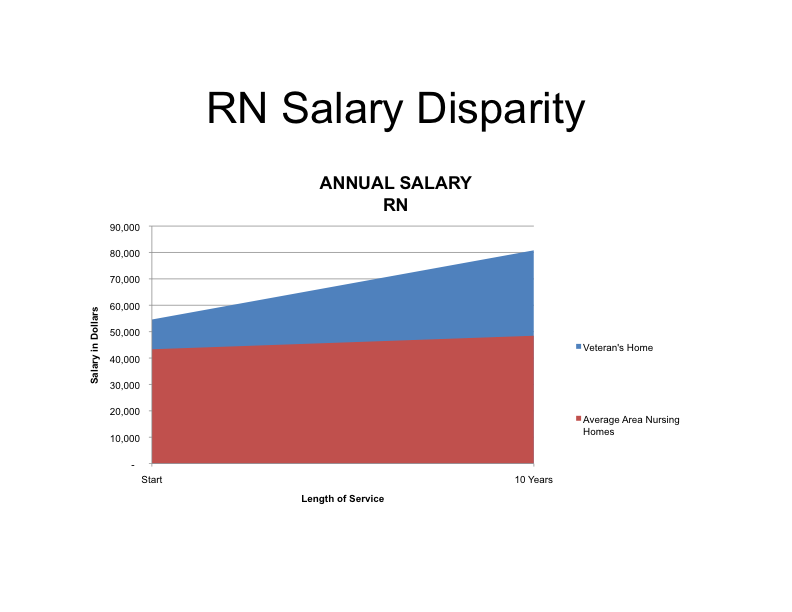 RN Salary Disparity
ANNUAL SALARY
RN
90,000
80,000
70,000
60,000
50,000
40,000
30,000
20,000
10,000
-
Salary in Dollars
Start
10 Years
Length of Service
Veteran's Home
Average Area Nursing
Homes